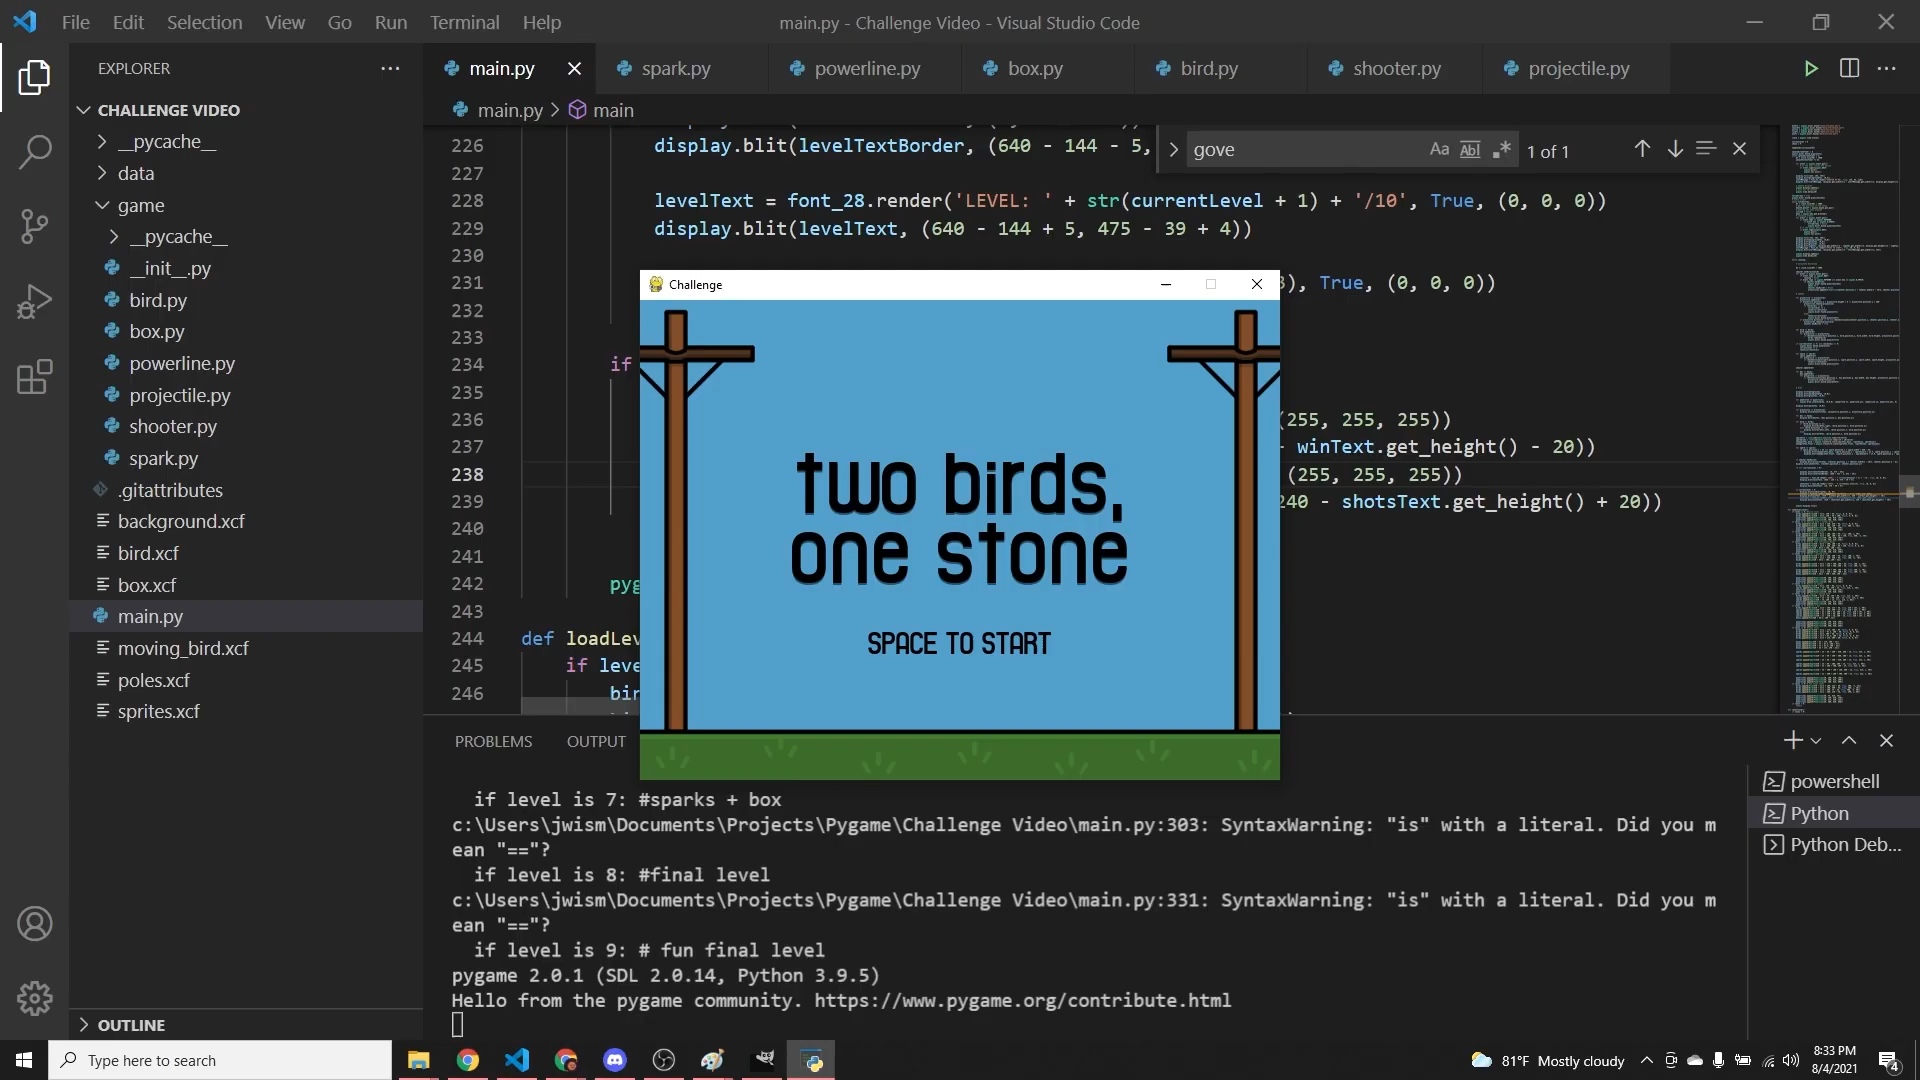 File Edit Selection View Go Run Terminal Help
main.py - Challenge Video - Visual Studio Code
EXPLORER
CHALLENGE VIDEO
__pycache__
data
game
__pycache__
__init__.py
bird.py
box.py
powerline.py
projectile.py
shooter.py
spark.py
.gitattributes
background.xcf
bird.xcf
box.xcf
main.py
moving_bird.xcf
poles.xcf
sprites.xcf
OUTLINE
main.py spark.py powerline.py box.py bird.py shooter.py projectile.py
main.py > main
gove Aa Abl 1 of 1
226 display.blit(levelTextBorder, (640 - 144 - 5,
227
228 levelText = font_28.render('LEVEL: ' + str(currentLevel + 1) + '/10', True, (0, 0, 0))
229 display.blit(levelText, (640 - 144 + 5, 475 - 39 + 4))
230
231 ), True, (0, 0, 0))
232
233
234 if
235
236 (255, 255, 255))
237 - winText.get_height() - 20))
238 (255, 255, 255))
239 240 - shotsText.get_height() + 20))
240
241
242 pyg
243
244 def loadLev
245 if leve
246 bir
Challenge
two birds,
one stone
SPACE TO START
PROBLEMS OUTPUT
if level is 7: #sparks + box
c:\Users\jwism\Documents\Projects\Pygame\Challenge Video\main.py:303: SyntaxWarning: "is" with a literal. Did you m
ean "=="?
if level is 8: #final level
c:\Users\jwism\Documents\Projects\Pygame\Challenge Video\main.py:331: SyntaxWarning: "is" with a literal. Did you m
ean "=="?
if level is 9: # fun final level
pygame 2.0.1 (SDL 2.0.14, Python 3.9.5)
Hello from the pygame community. https://www.pygame.org/contribute.html
powershell
Python
Python Deb...
Type here to search
81°F Mostly cloudy
8:33 PM
8/4/2021
4